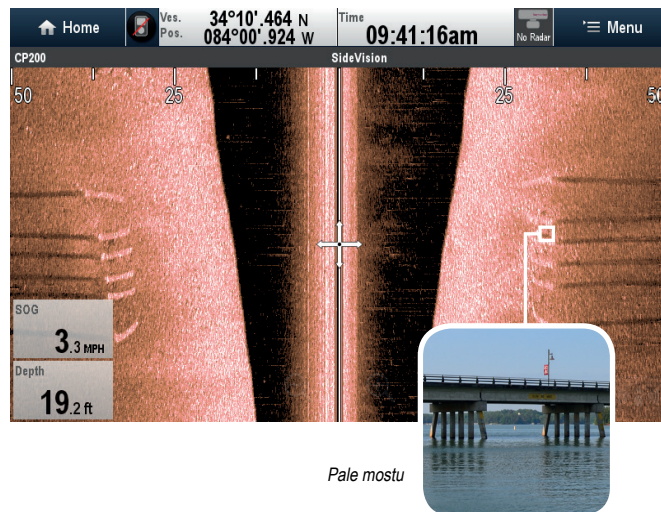 Home
Ves. Pos. 34°10'.464 N
084°00'.924 W
Time 09:41:16am
No Radar
Menu
CP200 SideVision
50 25 25 50
SOG
3.3 MPH
Depth
19.2 ft
Pale mostu